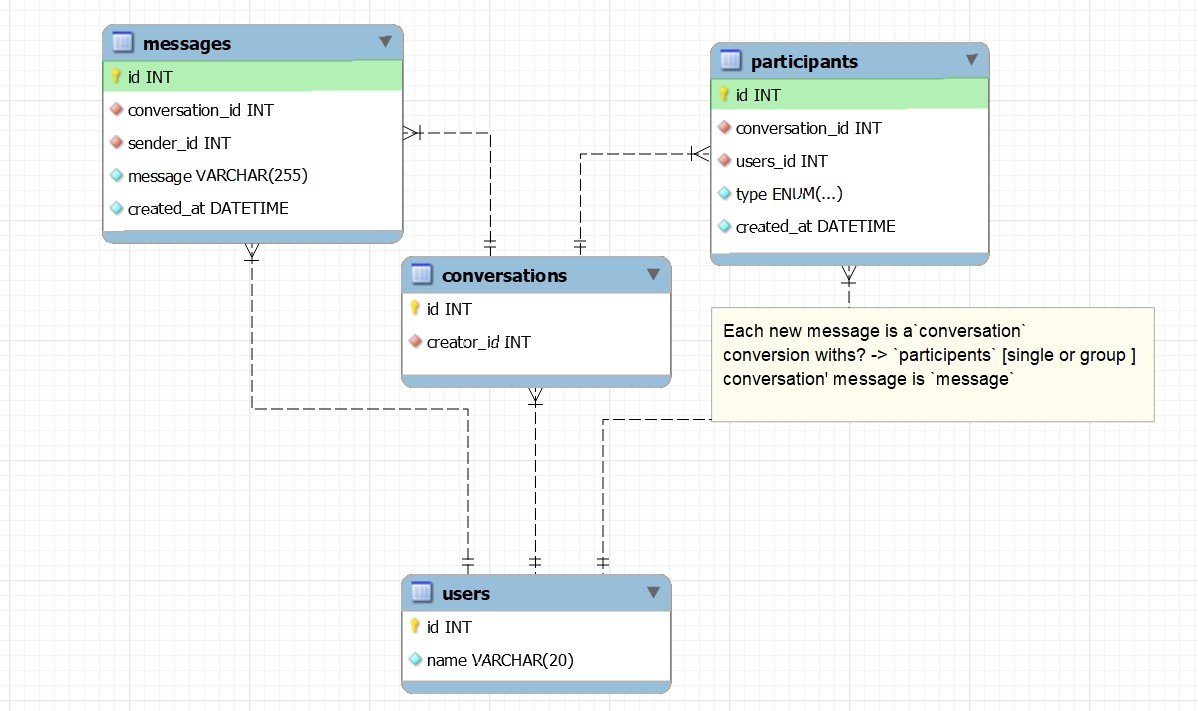 messages
id INT
conversation_id INT
sender_id INT
message VARCHAR(255)
created_at DATETIME
participants
id INT
conversation_id INT
users_id INT
type ENUM(...)
created_at DATETIME
conversations
id INT
creator_id INT
Each new message is a`conversation`
conversion withs? -> `participents` [single or group ]
conversation' message is `message`
users
id INT
name VARCHAR(20)